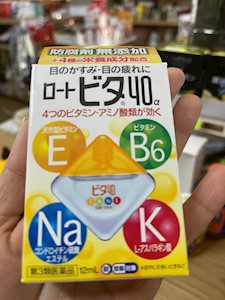 防腐剤無添加
+4種の栄養成分配合
目のかすみ・目の疲れに
ロートビタ40α
4つのビタミン・アミノ酸類が効く
天然型ビタミン
E
ビタミン
B6
ビタ40
Na
コンドロイチン硫酸
エステル
K
L-アスパラギン酸
第3類医薬品
12mL